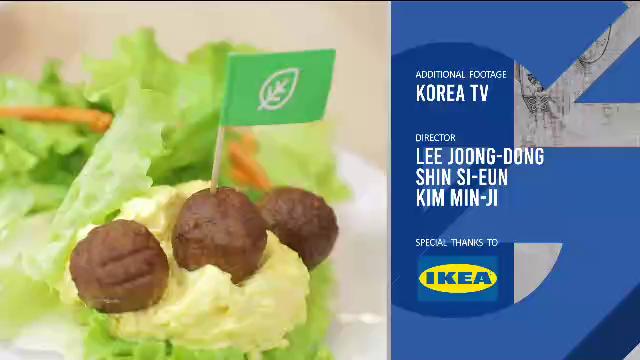 ADDITIONAL FOOTAGE
KOREA TV
DIRECTOR
LEE JOONG-DONG
SHIN SI-EUN
KIM MIN-JI
SPECIAL THANKS TO
IKEA